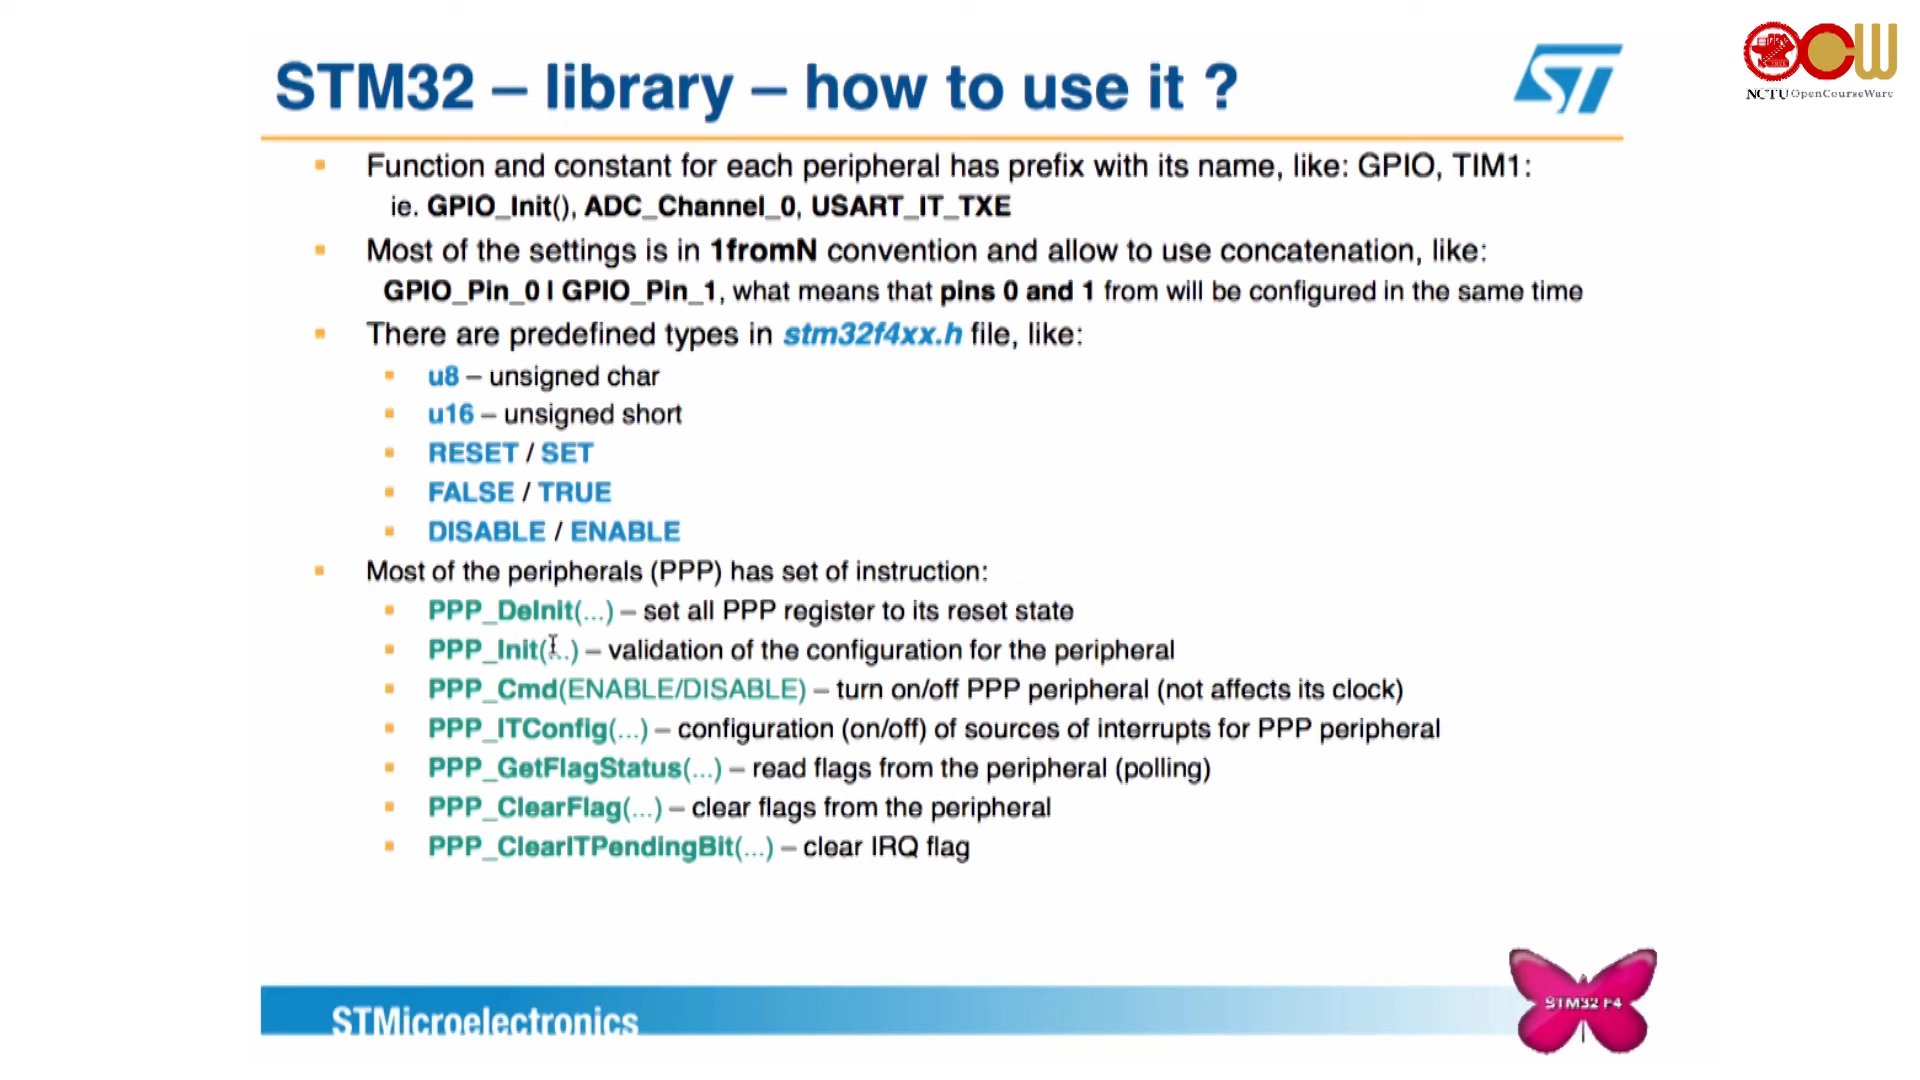 STM32 – library – how to use it ?
ST
OCW
NCTU OpenCourseWare
Function and constant for each peripheral has prefix with its name, like: GPIO, TIM1:
ie. GPIO_Init(), ADC_Channel_0, USART_IT_TXE
Most of the settings is in 1fromN convention and allow to use concatenation, like:
GPIO_Pin_0 | GPIO_Pin_1, what means that pins 0 and 1 from will be configured in the same time
There are predefined types in stm32f4xx.h file, like:
u8 – unsigned char
u16 – unsigned short
RESET / SET
FALSE / TRUE
DISABLE / ENABLE
Most of the peripherals (PPP) has set of instruction:
PPP_DeInit(...) – set all PPP register to its reset state
PPP_Init(...) – validation of the configuration for the peripheral
PPP_Cmd(ENABLE/DISABLE) – turn on/off PPP peripheral (not affects its clock)
PPP_ITConfig(...) – configuration (on/off) of sources of interrupts for PPP peripheral
PPP_GetFlagStatus(...) – read flags from the peripheral (polling)
PPP_ClearFlag(...) – clear flags from the peripheral
PPP_ClearITPendingBit(...) – clear IRQ flag
STMicroelectronics
STM32 F4